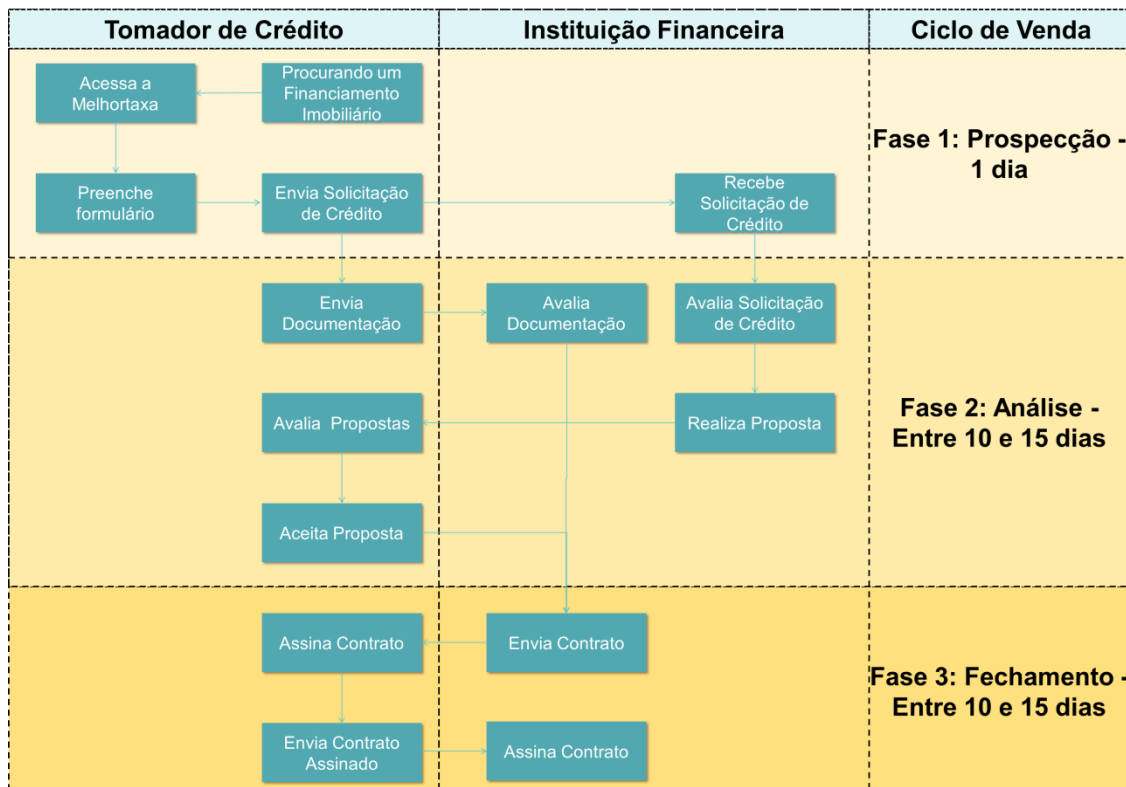 Tomador de Crédito
Instituição Financeira
Ciclo de Venda
Acessa a
Melhortaxa
Procurando um
Financiamento
Imobiliário
Fase 1: Prospecção -
1 dia
Preenche
formulário
Envia Solicitação
de Crédito
Recebe
Solicitação de
Crédito
Envia
Documentação
Avalia
Documentação
Avalia Solicitação
de Crédito
Fase 2: Análise -
Entre 10 e 15 dias
Avalia Propostas
Realiza Proposta
Aceita Proposta
Assina Contrato
Envia Contrato
Fase 3: Fechamento -
Entre 10 e 15 dias
Envia Contrato
Assinado
Assina Contrato